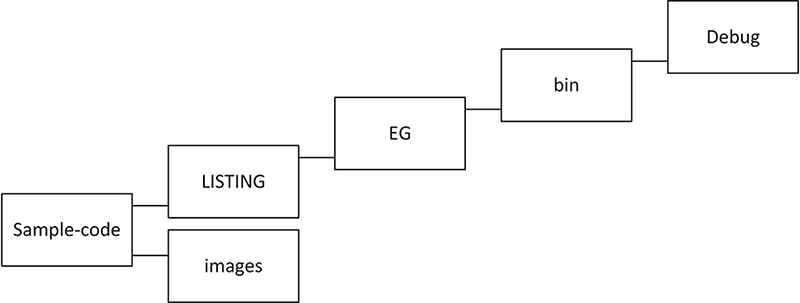 Debug
bin
EG
LISTING
Sample-code
images